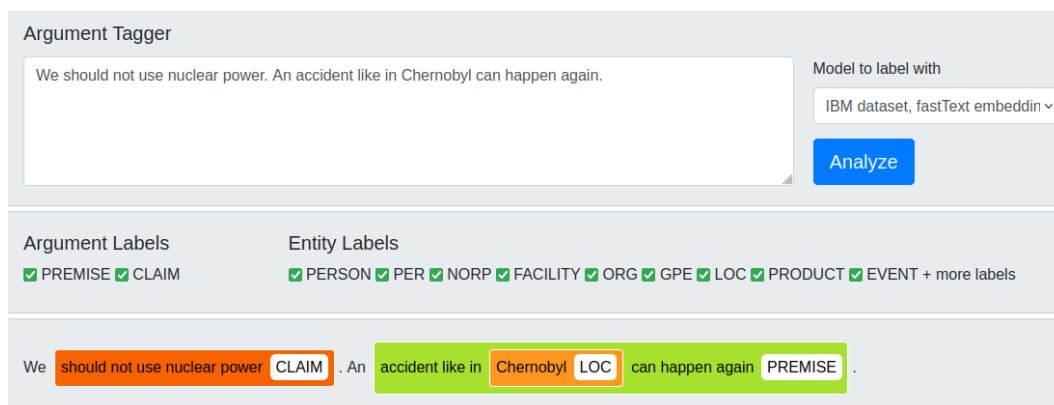 Argument Tagger
We should not use nuclear power. An accident like in Chernobyl can happen again.
Model to label with
IBM dataset, fastText embeddin
Analyze
Argument Labels
PREMISE CLAIM
Entity Labels
PERSON PER NORP FACILITY ORG GPE LOC PRODUCT EVENT + more labels
We should not use nuclear power CLAIM . An accident like in Chernobyl LOC can happen again PREMISE .